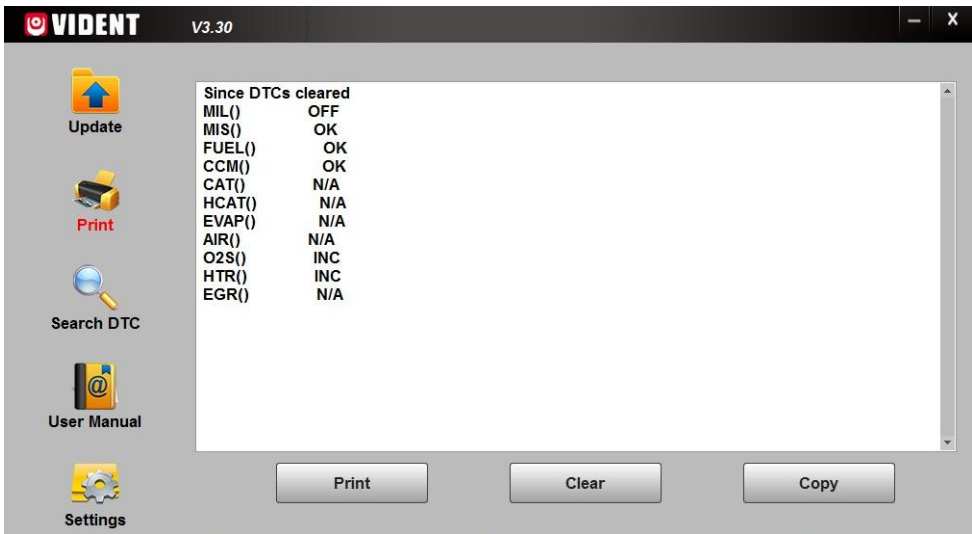 VIDENT V3.30 – X
Update
Print
Search DTC
User Manual
Settings
Since DTCs cleared
MIL() OFF
MIS() OK
FUEL() OK
CCM() OK
CAT() N/A
HCAT() N/A
EVAP() N/A
AIR() N/A
O2S() INC
HTR() INC
EGR() N/A
Print Clear Copy